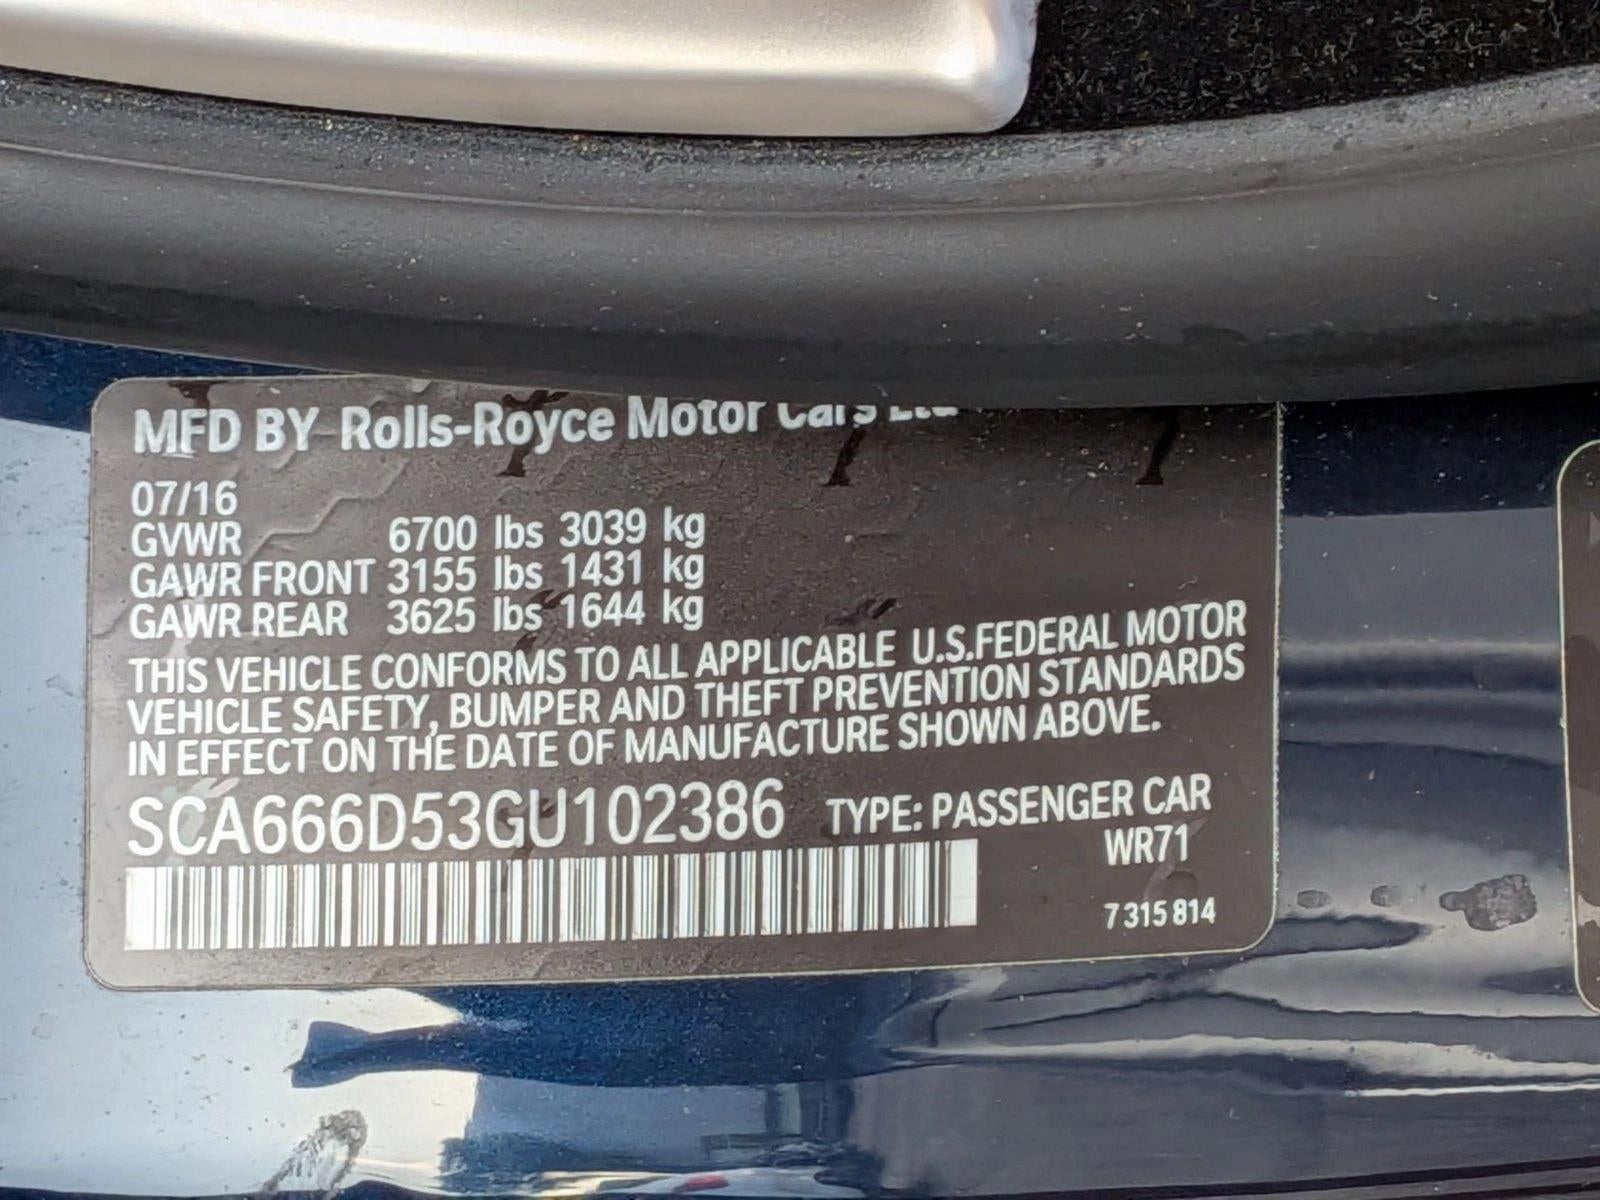 MFD BY Rolls-Royce Motor Cars Ltd
07/16
GVWR 6700 lbs 3039 kg
GAWR FRONT 3155 lbs 1431 kg
GAWR REAR 3625 lbs 1644 kg
THIS VEHICLE CONFORMS TO ALL APPLICABLE U.S.FEDERAL MOTOR
VEHICLE SAFETY, BUMPER AND THEFT PREVENTION STANDARDS
IN EFFECT ON THE DATE OF MANUFACTURE SHOWN ABOVE.
SCA666D53GU102386 TYPE: PASSENGER CAR
WR71
7 315 814